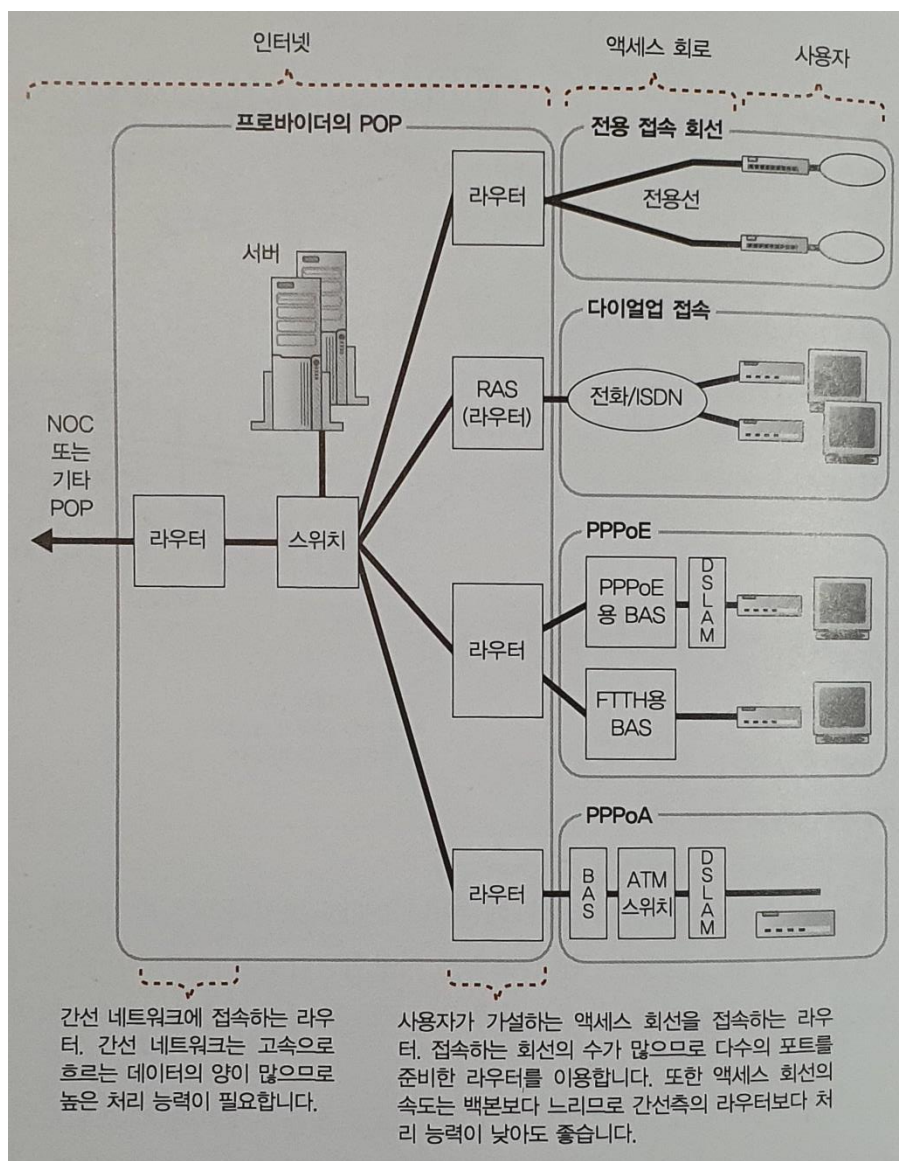 인터넷
액세스 회로
사용자
프로바이더의 POP
전용 접속 회선
라우터
전용선
서버
다이얼업 접속
RAS
(라우터)
전화/ISDN
NOC
또는
기타
POP
라우터
스위치
PPPoE
PPPoE
용 BAS
DSLAM
라우터
FTTH용
BAS
PPPoA
라우터
BAS
ATM
스위치
DSLAM
간선 네트워크에 접속하는 라우
터. 간선 네트워크는 고속으로
흐르는 데이터의 양이 많으므로
높은 처리 능력이 필요합니다.
사용자가 가설하는 액세스 회선을 접속하는 라우
터. 접속하는 회선의 수가 많으므로 다수의 포트를
준비한 라우터를 이용합니다. 또한 액세스 회선의
속도는 백본보다 느리므로 간선측의 라우터보다 처
리 능력이 낮아도 좋습니다.